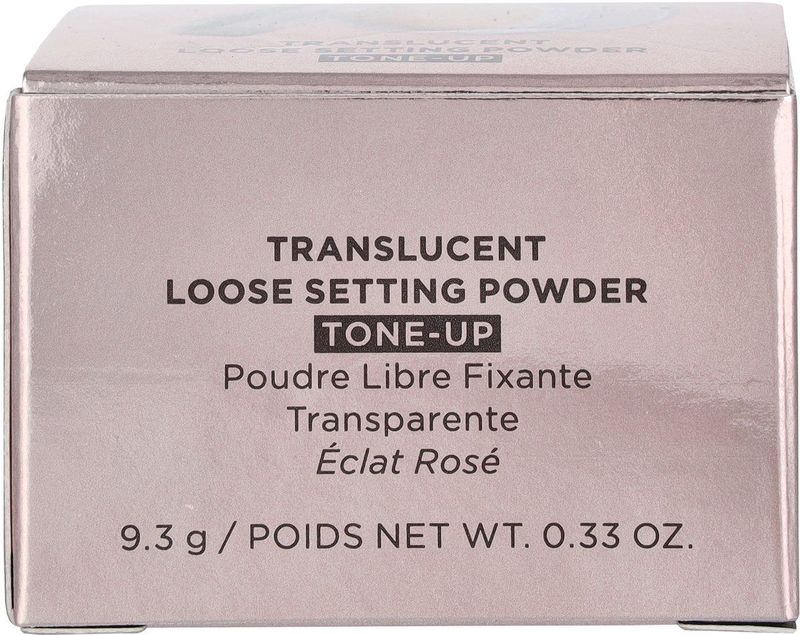 TRANSLUCENT
LOOSE SETTING POWDER
TONE-UP
TRANSLUCENT
LOOSE SETTING POWDER
TONE-UP
Poudre Libre Fixante
Transparente
Éclat Rosé
9.3 g / POIDS NET WT. 0.33 OZ.